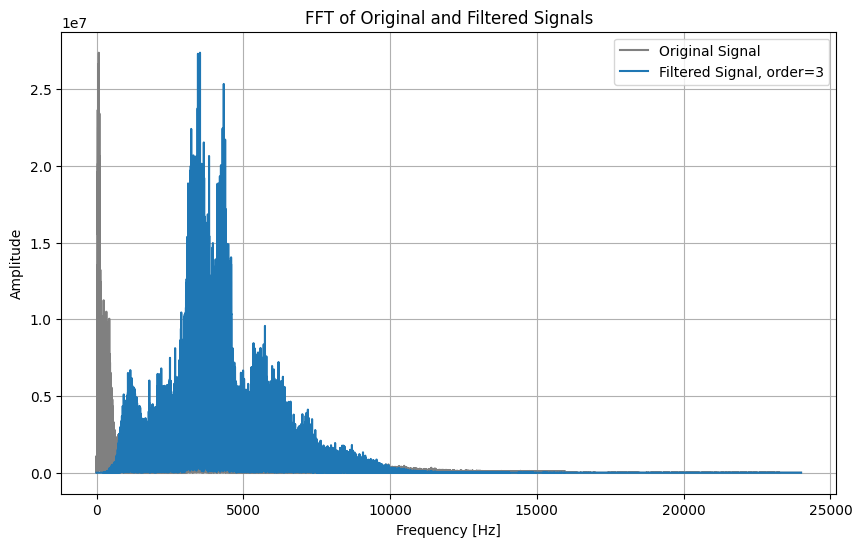 FFT of Original and Filtered Signals
1e7
Original Signal
Filtered Signal, order=3
2.5
2.0
1.5
1.0
0.5
0.0
Amplitude
0 5000 10000 15000 20000 25000
Frequency [Hz]